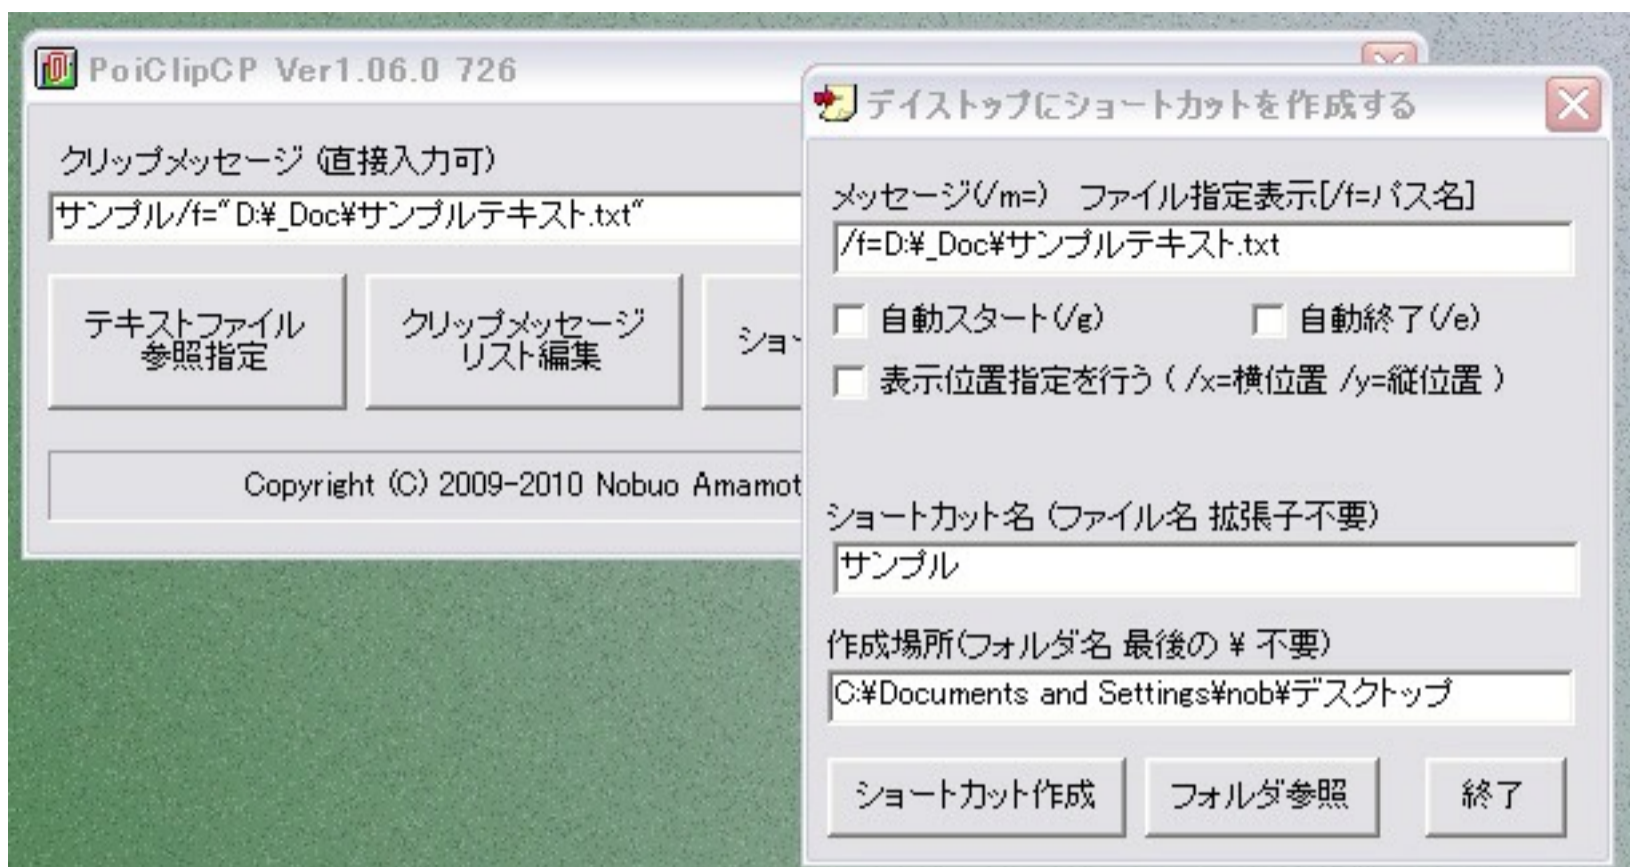 PoiClipCP Ver1.06.0 726
クリップメッセージ (直接入力可)
サンプル/f="D:¥_Doc¥サンプルテキスト.txt"
テキストファイル
参照指定
クリップメッセージ
リスト編集
ショー
Copyright (C) 2009-2010 Nobuo Amamot
デイストップにショートカットを作成する
メッセージ(/m=) ファイル指定表示[/f=パス名]
/f=D:¥_Doc¥サンプルテキスト.txt
自動スタート(/g)
自動終了(/e)
表示位置指定を行う ( /x=横位置 /y=縦位置 )
ショートカット名 (ファイル名 拡張子不要)
サンプル
作成場所(フォルダ名 最後の ¥ 不要)
C:¥Documents and Settings¥nob¥デスクトップ
ショートカット作成
フォルダ参照
終了